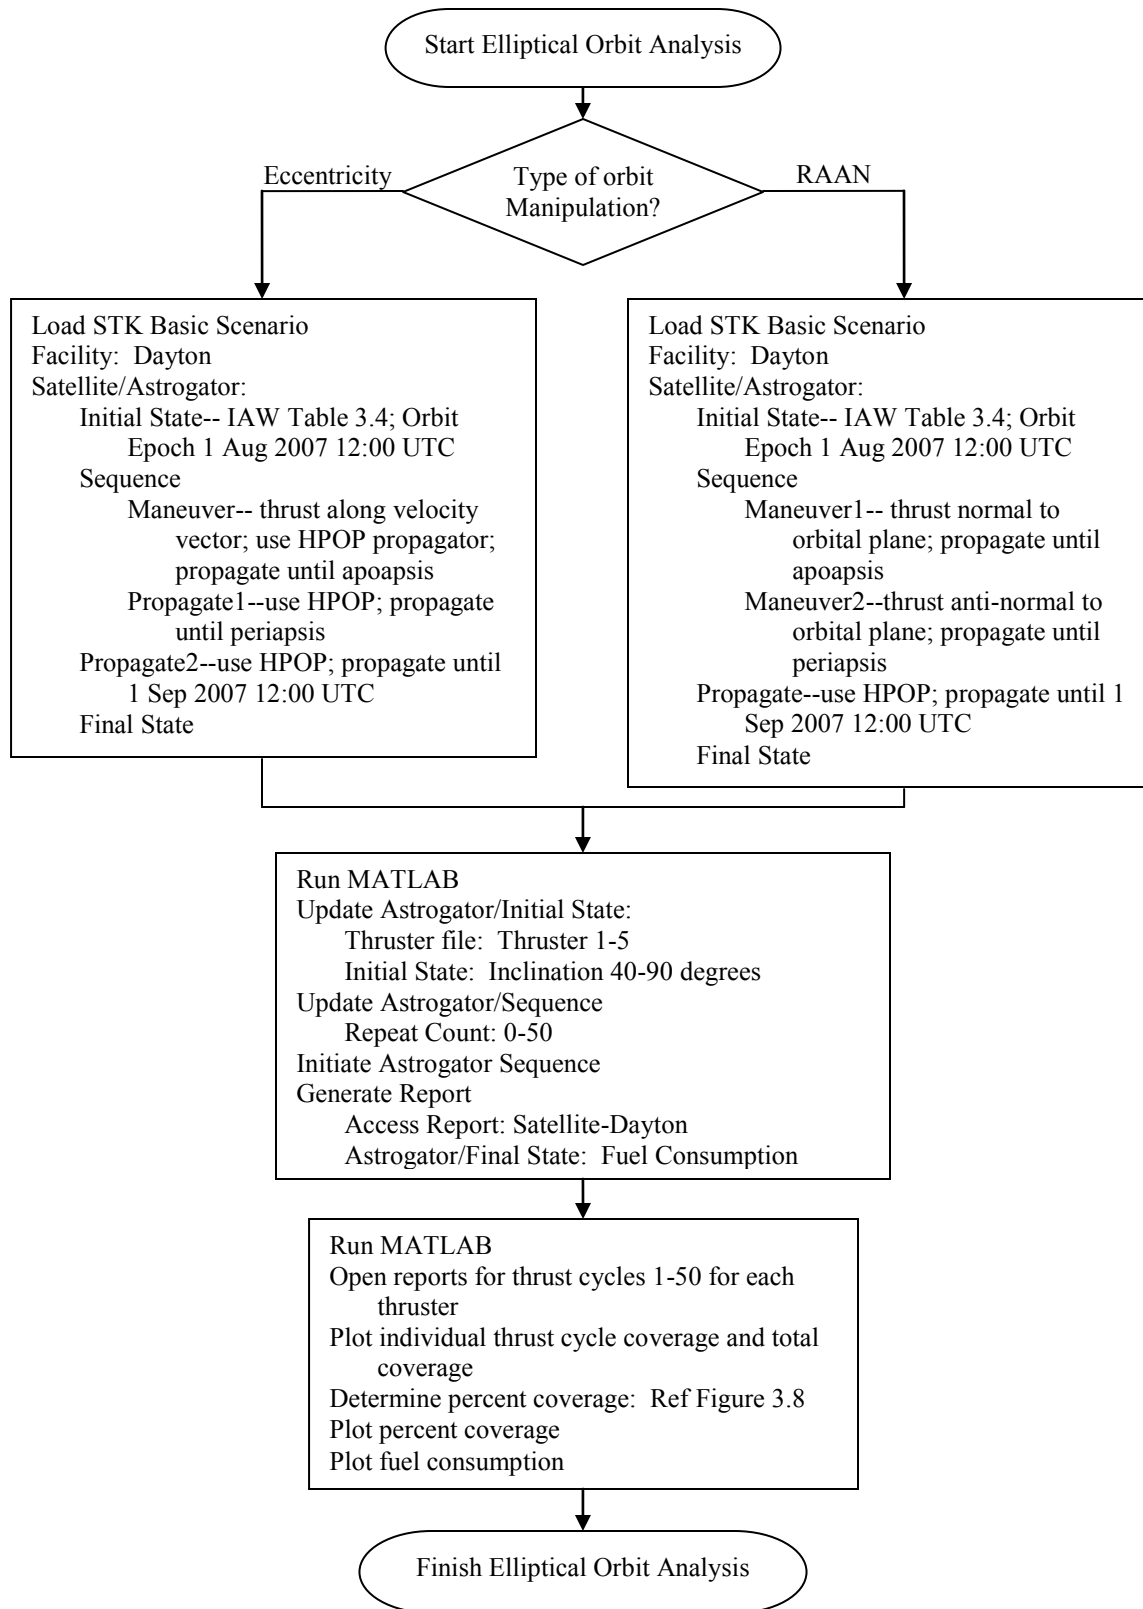 Start Elliptical Orbit Analysis
Type of orbit
Manipulation?
Eccentricity
RAAN
Load STK Basic Scenario
Facility:  Dayton
Satellite/Astrogator:
Initial State-- IAW Table 3.4; Orbit
Epoch 1 Aug 2007 12:00 UTC
Sequence
Maneuver-- thrust along velocity
vector; use HPOP propagator;
propagate until apoapsis
Propagate1--use HPOP; propagate
until periapsis
Propagate2--use HPOP; propagate until
1 Sep 2007 12:00 UTC
Final State
Load STK Basic Scenario
Facility:  Dayton
Satellite/Astrogator:
Initial State-- IAW Table 3.4; Orbit
Epoch 1 Aug 2007 12:00 UTC
Sequence
Maneuver1-- thrust normal to
orbital plane; propagate until
apoapsis
Maneuver2--thrust anti-normal to
orbital plane; propagate until
periapsis
Propagate--use HPOP; propagate until 1
Sep 2007 12:00 UTC
Final State
Run MATLAB
Update Astrogator/Initial State:
Thruster file:  Thruster 1-5
Initial State:  Inclination 40-90 degrees
Update Astrogator/Sequence
Repeat Count: 0-50
Initiate Astrogator Sequence
Generate Report
Access Report: Satellite-Dayton
Astrogator/Final State:  Fuel Consumption
Run MATLAB
Open reports for thrust cycles 1-50 for each
thruster
Plot individual thrust cycle coverage and total
coverage
Determine percent coverage:  Ref Figure 3.8
Plot percent coverage
Plot fuel consumption
Finish Elliptical Orbit Analysis